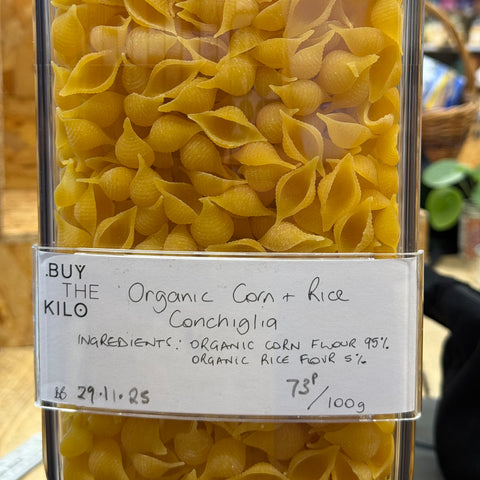 .BUY
THE
KILO
Organic Corn + Rice
Conchiglia
INGREDIENTS: ORGANIC CORN FLOUR 95%
ORGANIC RICE FLOUR 5%
BB 29.11.25
73P/100g